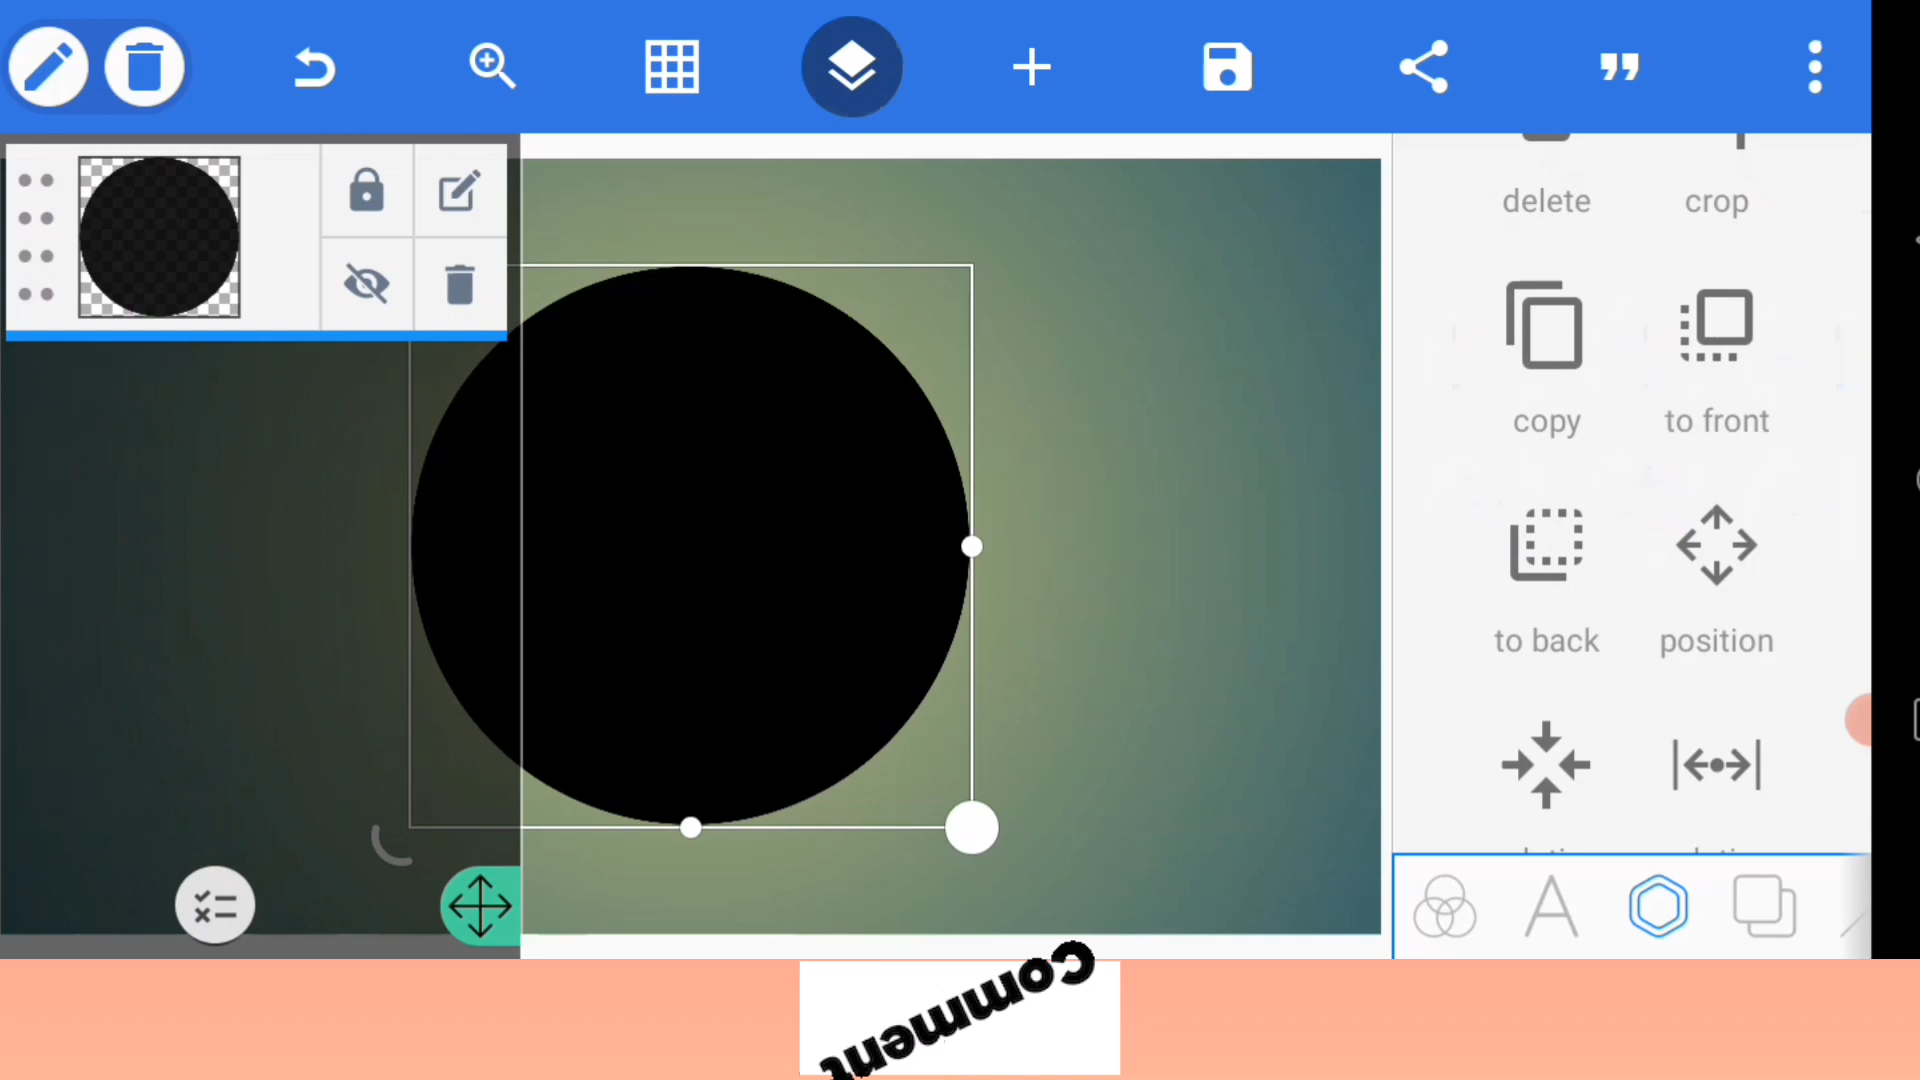 delete
crop
copy
to front
to back
position
Comment